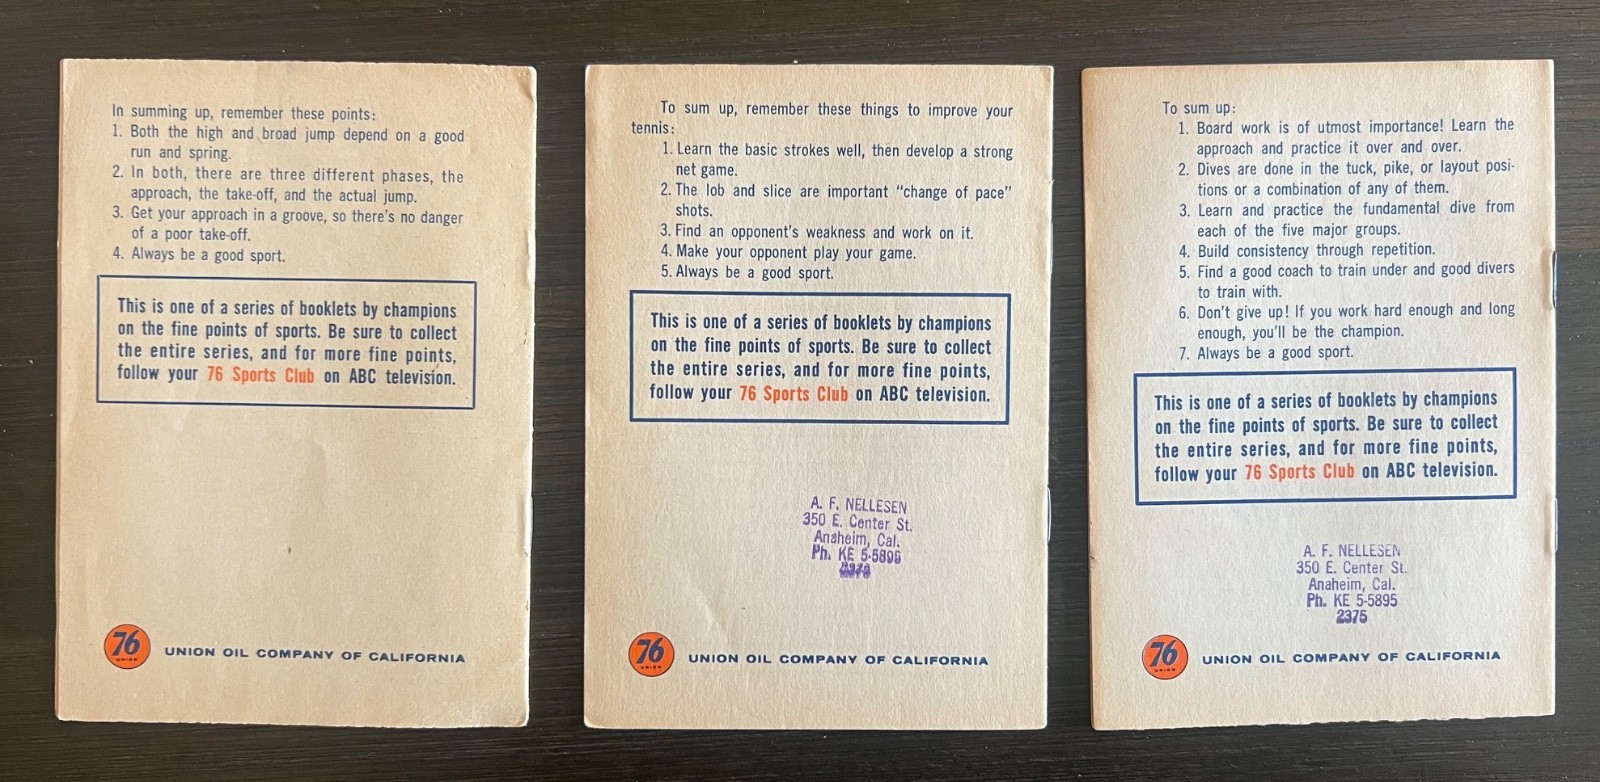 In summing up, remember these points:
1. Both the high and broad jump depend on a good
run and spring.
2. In both, there are three different phases, the
approach, the take-off, and the actual jump.
3. Get your approach in a groove, so there's no danger
of a poor take-off.
4. Always be a good sport.
This is one of a series of booklets by champions
on the fine points of sports. Be sure to collect
the entire series, and for more fine points,
follow your 76 Sports Club on ABC television.
76
UNION
UNION OIL COMPANY OF CALIFORNIA
To sum up, remember these things to improve your
tennis:
1. Learn the basic strokes well, then develop a strong
net game.
2. The lob and slice are important "change of pace"
shots.
3. Find an opponent's weakness and work on it.
4. Make your opponent play your game.
5. Always be a good sport.
This is one of a series of booklets by champions
on the fine points of sports. Be sure to collect
the entire series, and for more fine points,
follow your 76 Sports Club on ABC television.
A. F. NELLESEN
350 E. Center St.
Anaheim, Cal.
Ph. KE 5-5895
76
UNION
UNION OIL COMPANY OF CALIFORNIA
To sum up:
1. Board work is of utmost importance! Learn the
approach and practice it over and over.
2. Dives are done in the tuck, pike, or layout posi-
tions or a combination of any of them.
3. Learn and practice the fundamental dive from
each of the five major groups.
4. Build consistency through repetition.
5. Find a good coach to train under and good divers
to train with.
6. Don't give up! If you work hard enough and long
enough, you'll be the champion.
7. Always be a good sport.
This is one of a series of booklets by champions
on the fine points of sports. Be sure to collect
the entire series, and for more fine points,
follow your 76 Sports Club on ABC television.
A. F. NELLESEN
350 E. Center St.
Anaheim, Cal.
Ph. KE 5-5895
2375
76
UNION
UNION OIL COMPANY OF CALIFORNIA